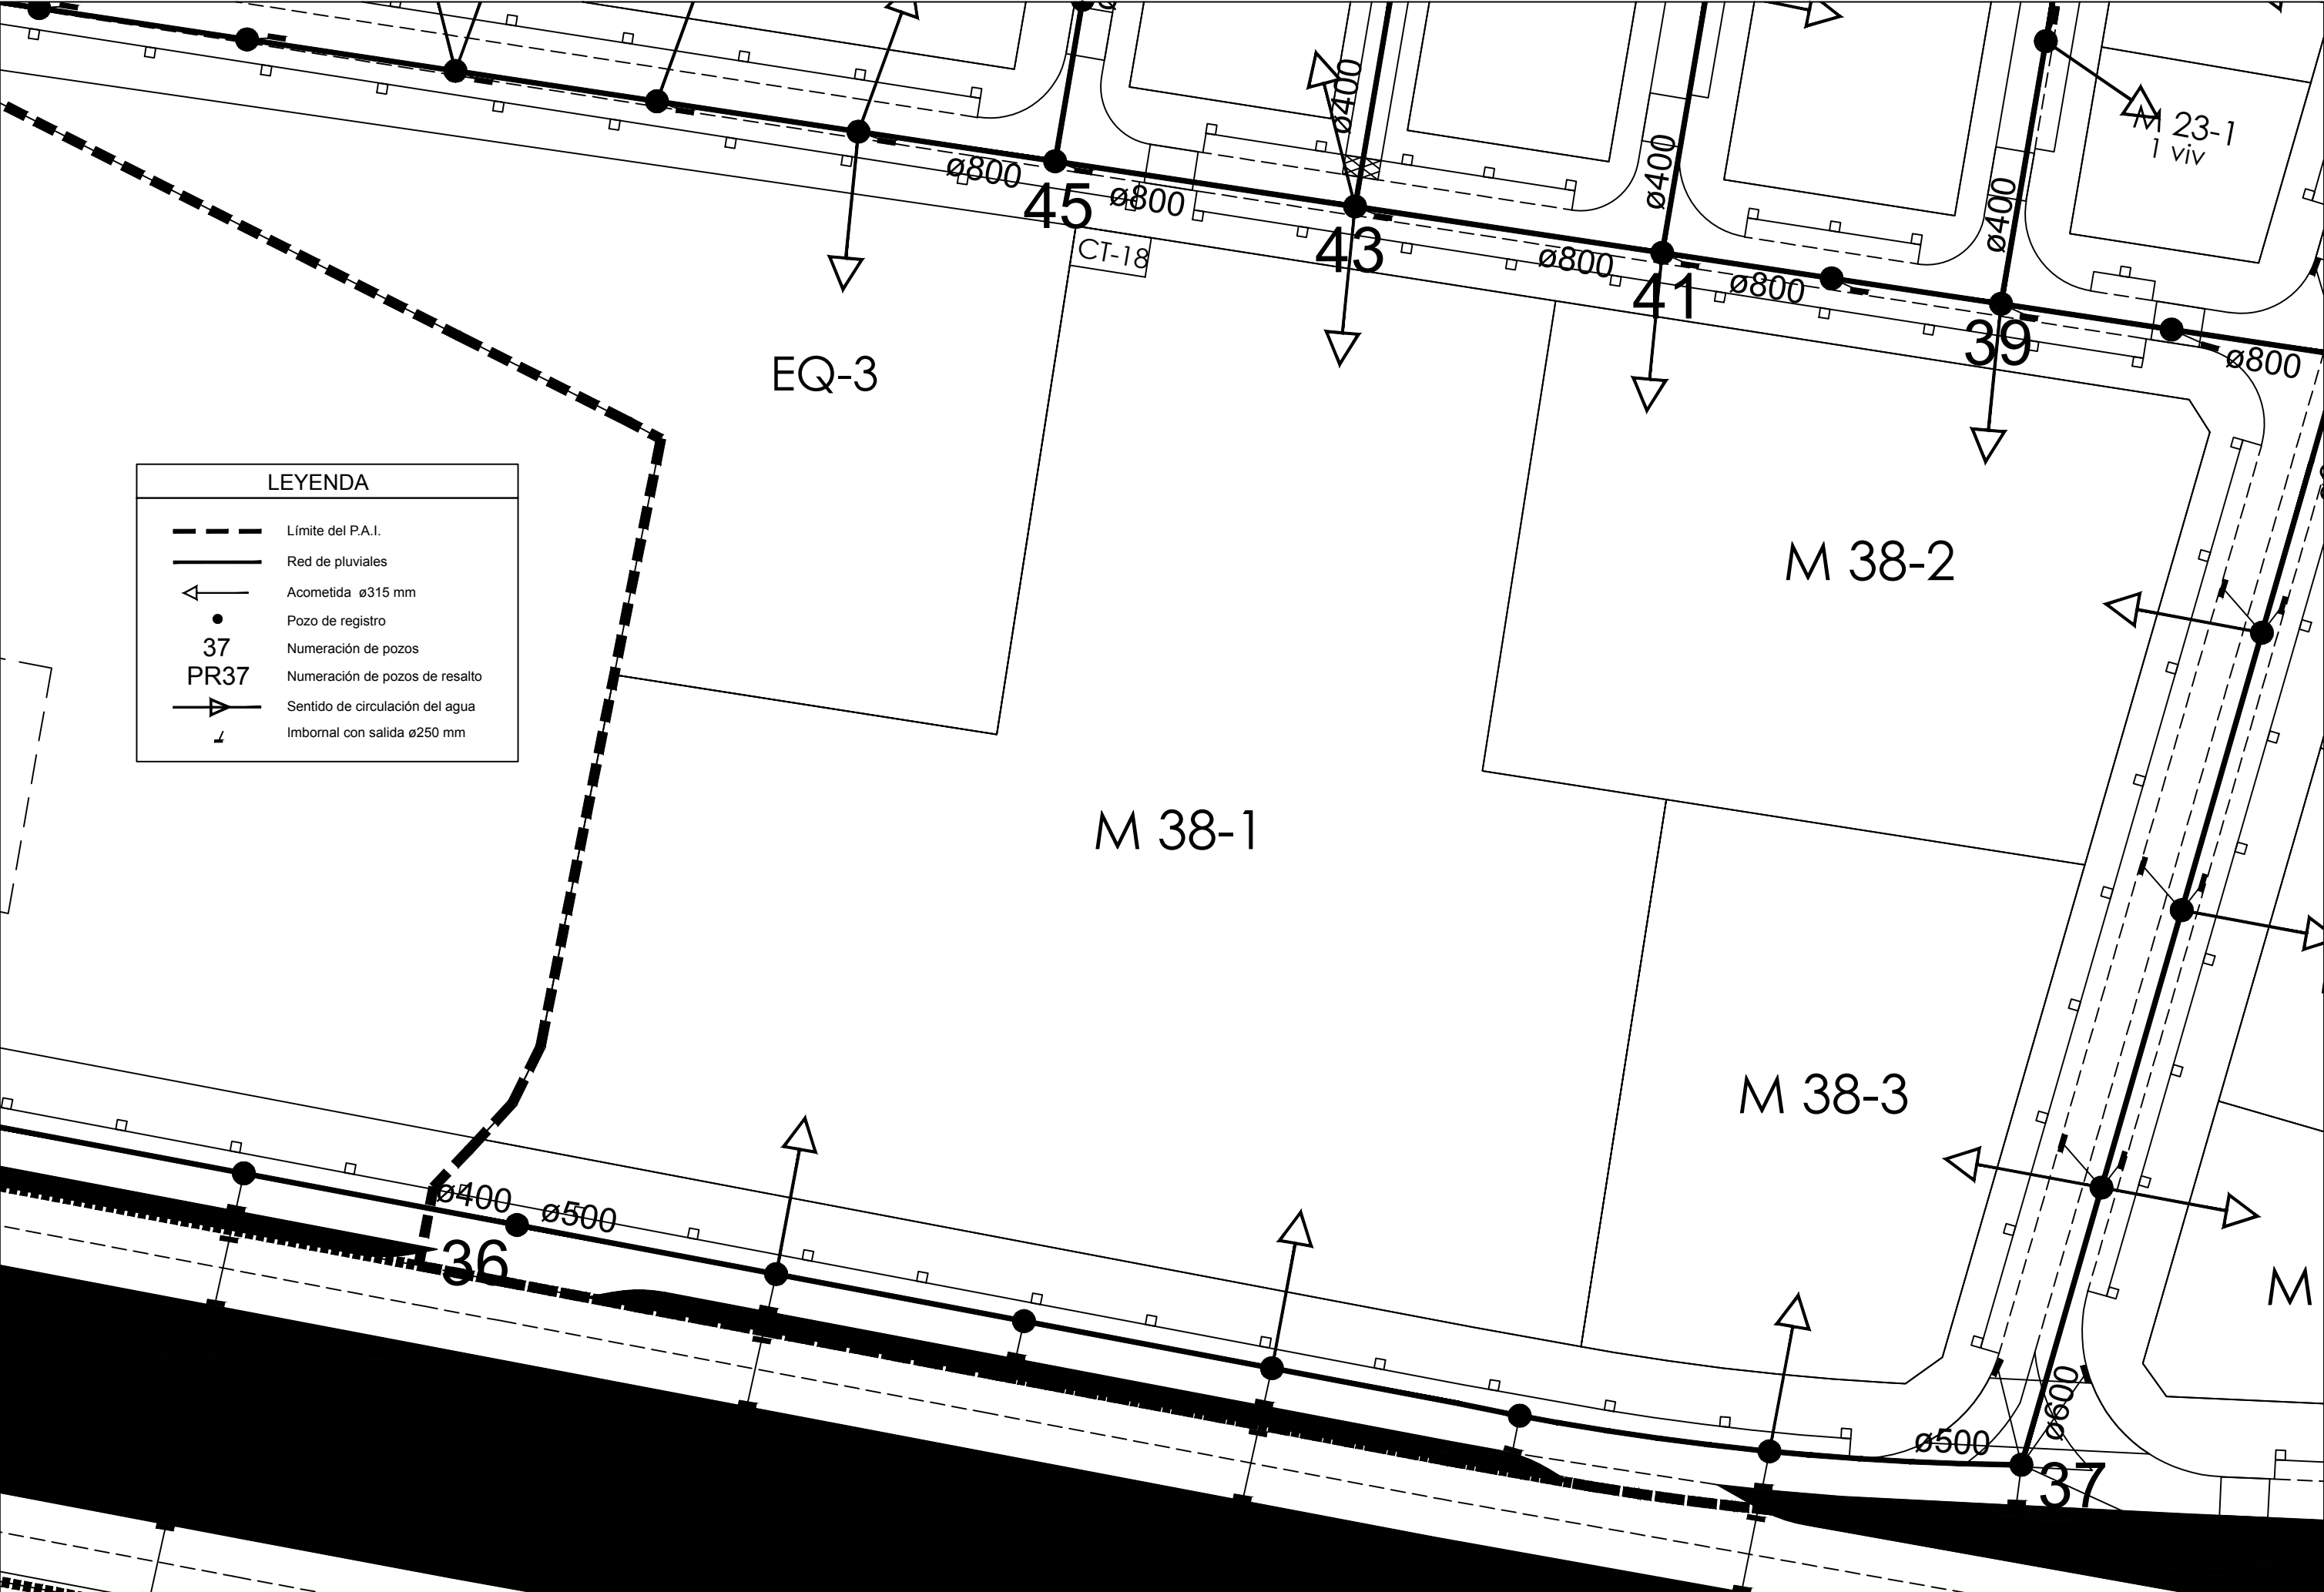 ø400
ø400
ø400
M 23-1
1 viv
ø800
45
ø800
CT-18
43
ø800
41
ø800
39
ø800
EQ-3
LEYENDA
Límite del P.A.I.
Red de pluviales
Acometida ø315 mm
Pozo de registro
37 Numeración de pozos
PR37 Numeración de pozos de resalto
Sentido de circulación del agua
Imbornal con salida ø250 mm
M 38-2
M 38-1
M 38-3
ø400
ø500
36
M
ø600
ø500
37